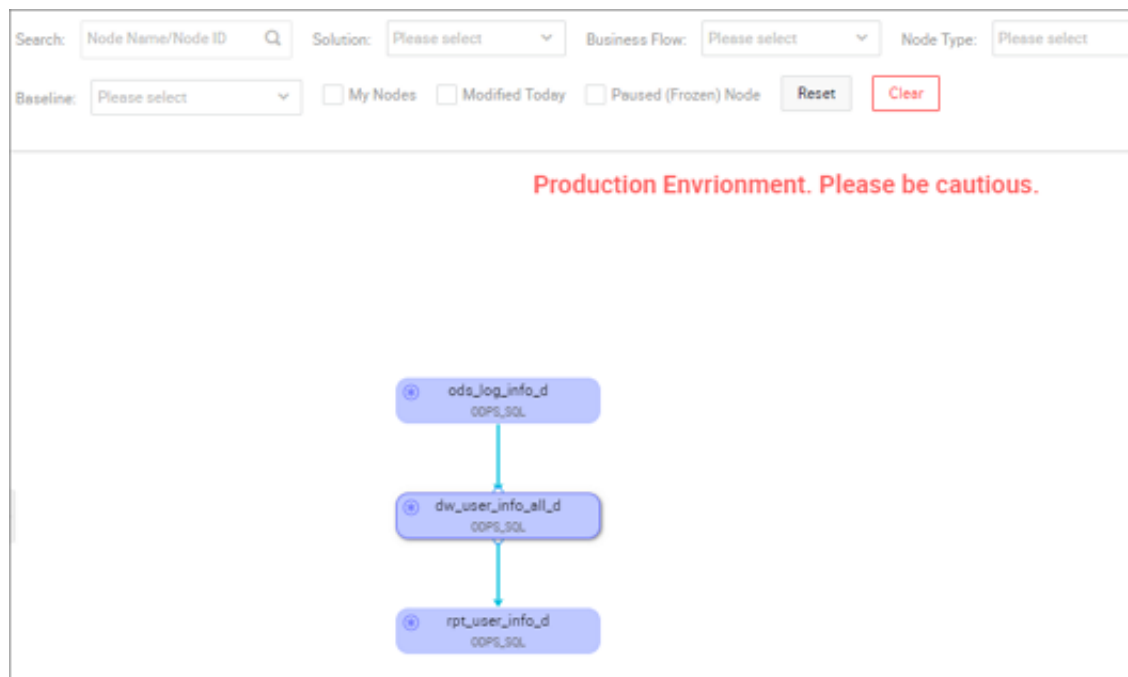 Search: Node Name/Node ID Solution: Please select Business Flow: Please select Node Type: Please select
Baseline: Please select My Nodes Modified Today Paused (Frozen) Node Reset Clear
Production Envrionment. Please be cautious.
ods_log_info_d
ODPS_SQL
dw_user_info_all_d
ODPS_SQL
rpt_user_info_d
ODPS_SQL